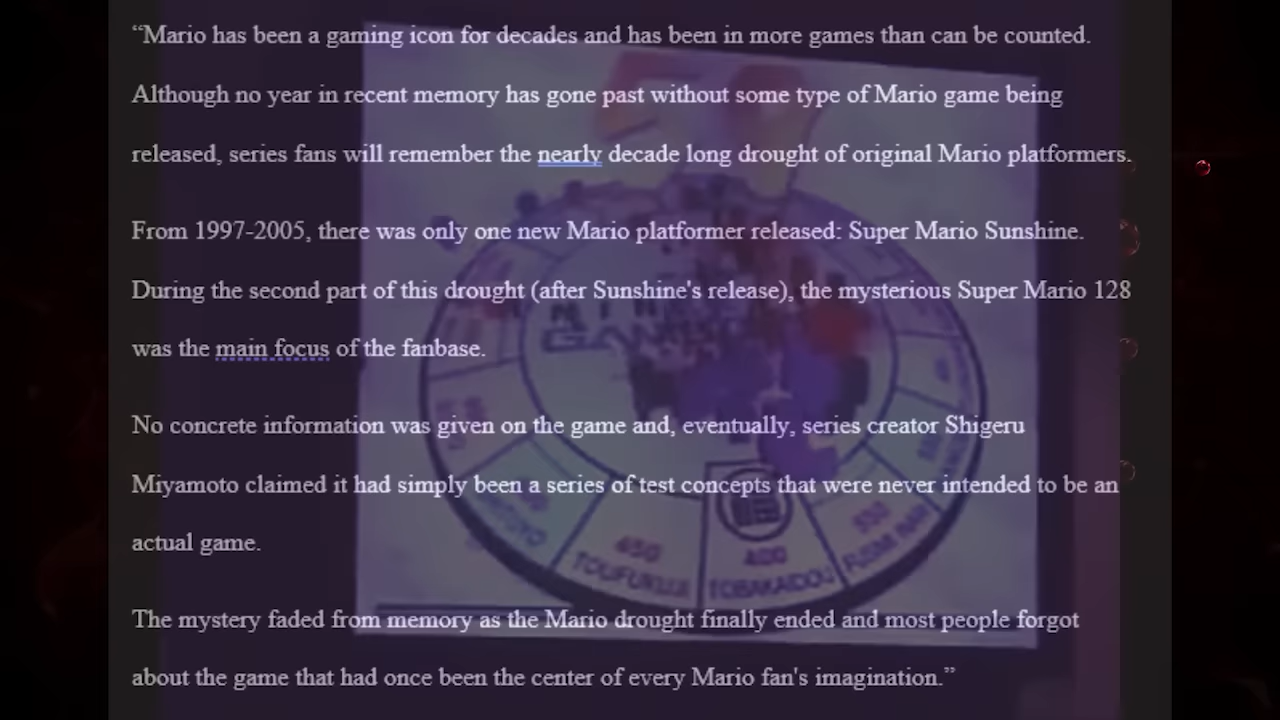 “Mario has been a gaming icon for decades and has been in more games than can be counted.
Although no year in recent memory has gone past without some type of Mario game being
released, series fans will remember the nearly decade long drought of original Mario platformers.
From 1997-2005, there was only one new Mario platformer released: Super Mario Sunshine.
During the second part of this drought (after Sunshine's release), the mysterious Super Mario 128
was the main focus of the fanbase.
No concrete information was given on the game and, eventually, series creator Shigeru
Miyamoto claimed it had simply been a series of test concepts that were never intended to be an
actual game.
The mystery faded from memory as the Mario drought finally ended and most people forgot
about the game that had once been the center of every Mario fan's imagination.”
450
400
550
TOUFUKUJI